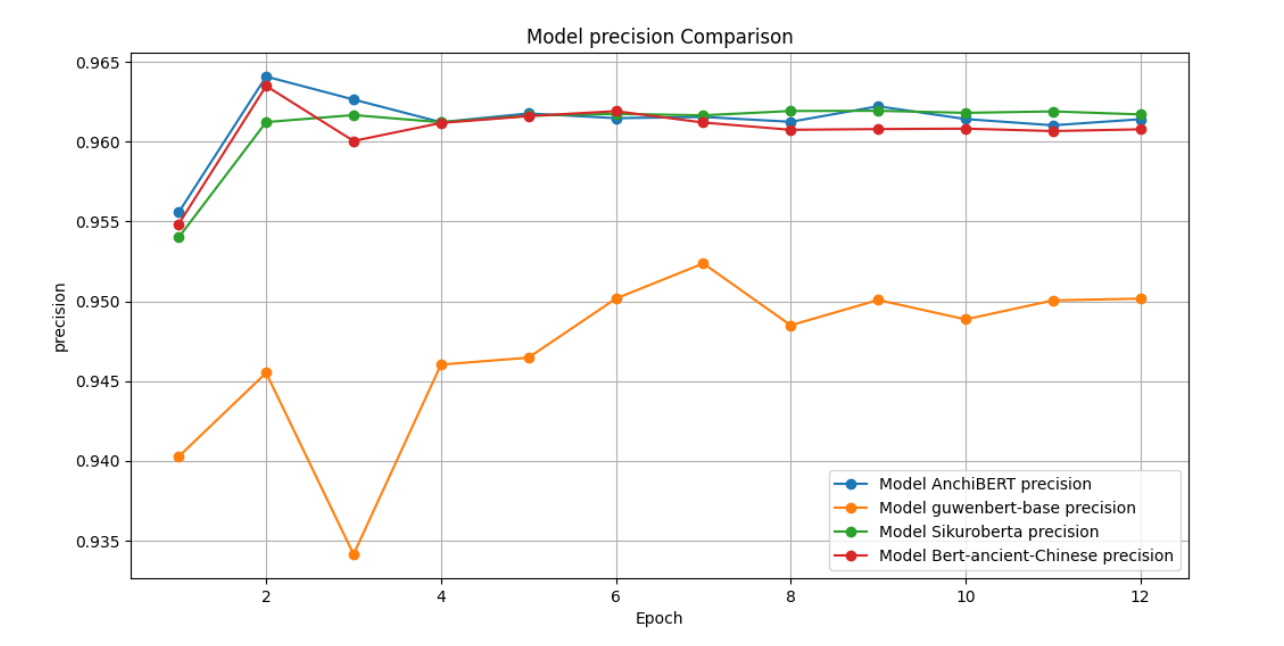 Model precision Comparison
0.965
0.960
0.955
0.950
0.945
0.940
0.935
precision
2 4 6 8 10 12
Epoch
Model AnchiBERT precision
Model guwenbert-base precision
Model Sikuroberta precision
Model Bert-ancient-Chinese precision